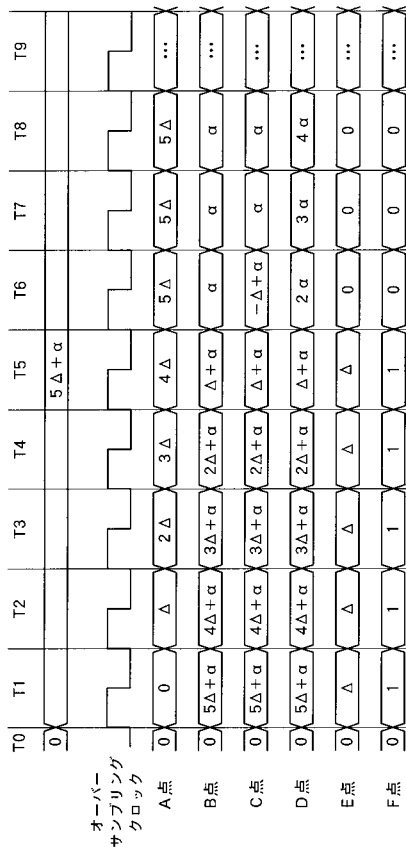 T0 T1 T2 T3 T4 T5 T6 T7 T8 T9
0 5Δ+α
オーバー
サンプリング
クロック
A点 0 0 Δ 2Δ 3Δ 4Δ 5Δ 5Δ 5Δ …
B点 0 5Δ+α 4Δ+α 3Δ+α 2Δ+α Δ+α α α α …
C点 0 5Δ+α 4Δ+α 3Δ+α 2Δ+α Δ+α -Δ+α α α …
D点 0 5Δ+α 4Δ+α 3Δ+α 2Δ+α Δ+α 2α 3α 4α …
E点 0 Δ Δ Δ Δ Δ 0 0 0 …
F点 0 1 1 1 1 1 0 0 0 …